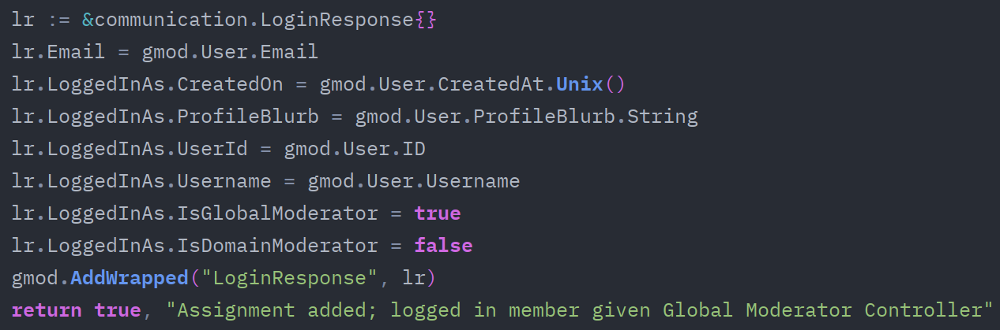 lr := &communication.LoginResponse{}
lr.Email = gmod.User.Email
lr.LoggedInAs.CreatedOn = gmod.User.CreatedAt.Unix()
lr.LoggedInAs.ProfileBlurb = gmod.User.ProfileBlurb.String
lr.LoggedInAs.UserId = gmod.User.ID
lr.LoggedInAs.Username = gmod.User.Username
lr.LoggedInAs.IsGlobalModerator = true
lr.LoggedInAs.IsDomainModerator = false
gmod.AddWrapped("LoginResponse", lr)
return true, "Assignment added; logged in member given Global Moderator Controller"